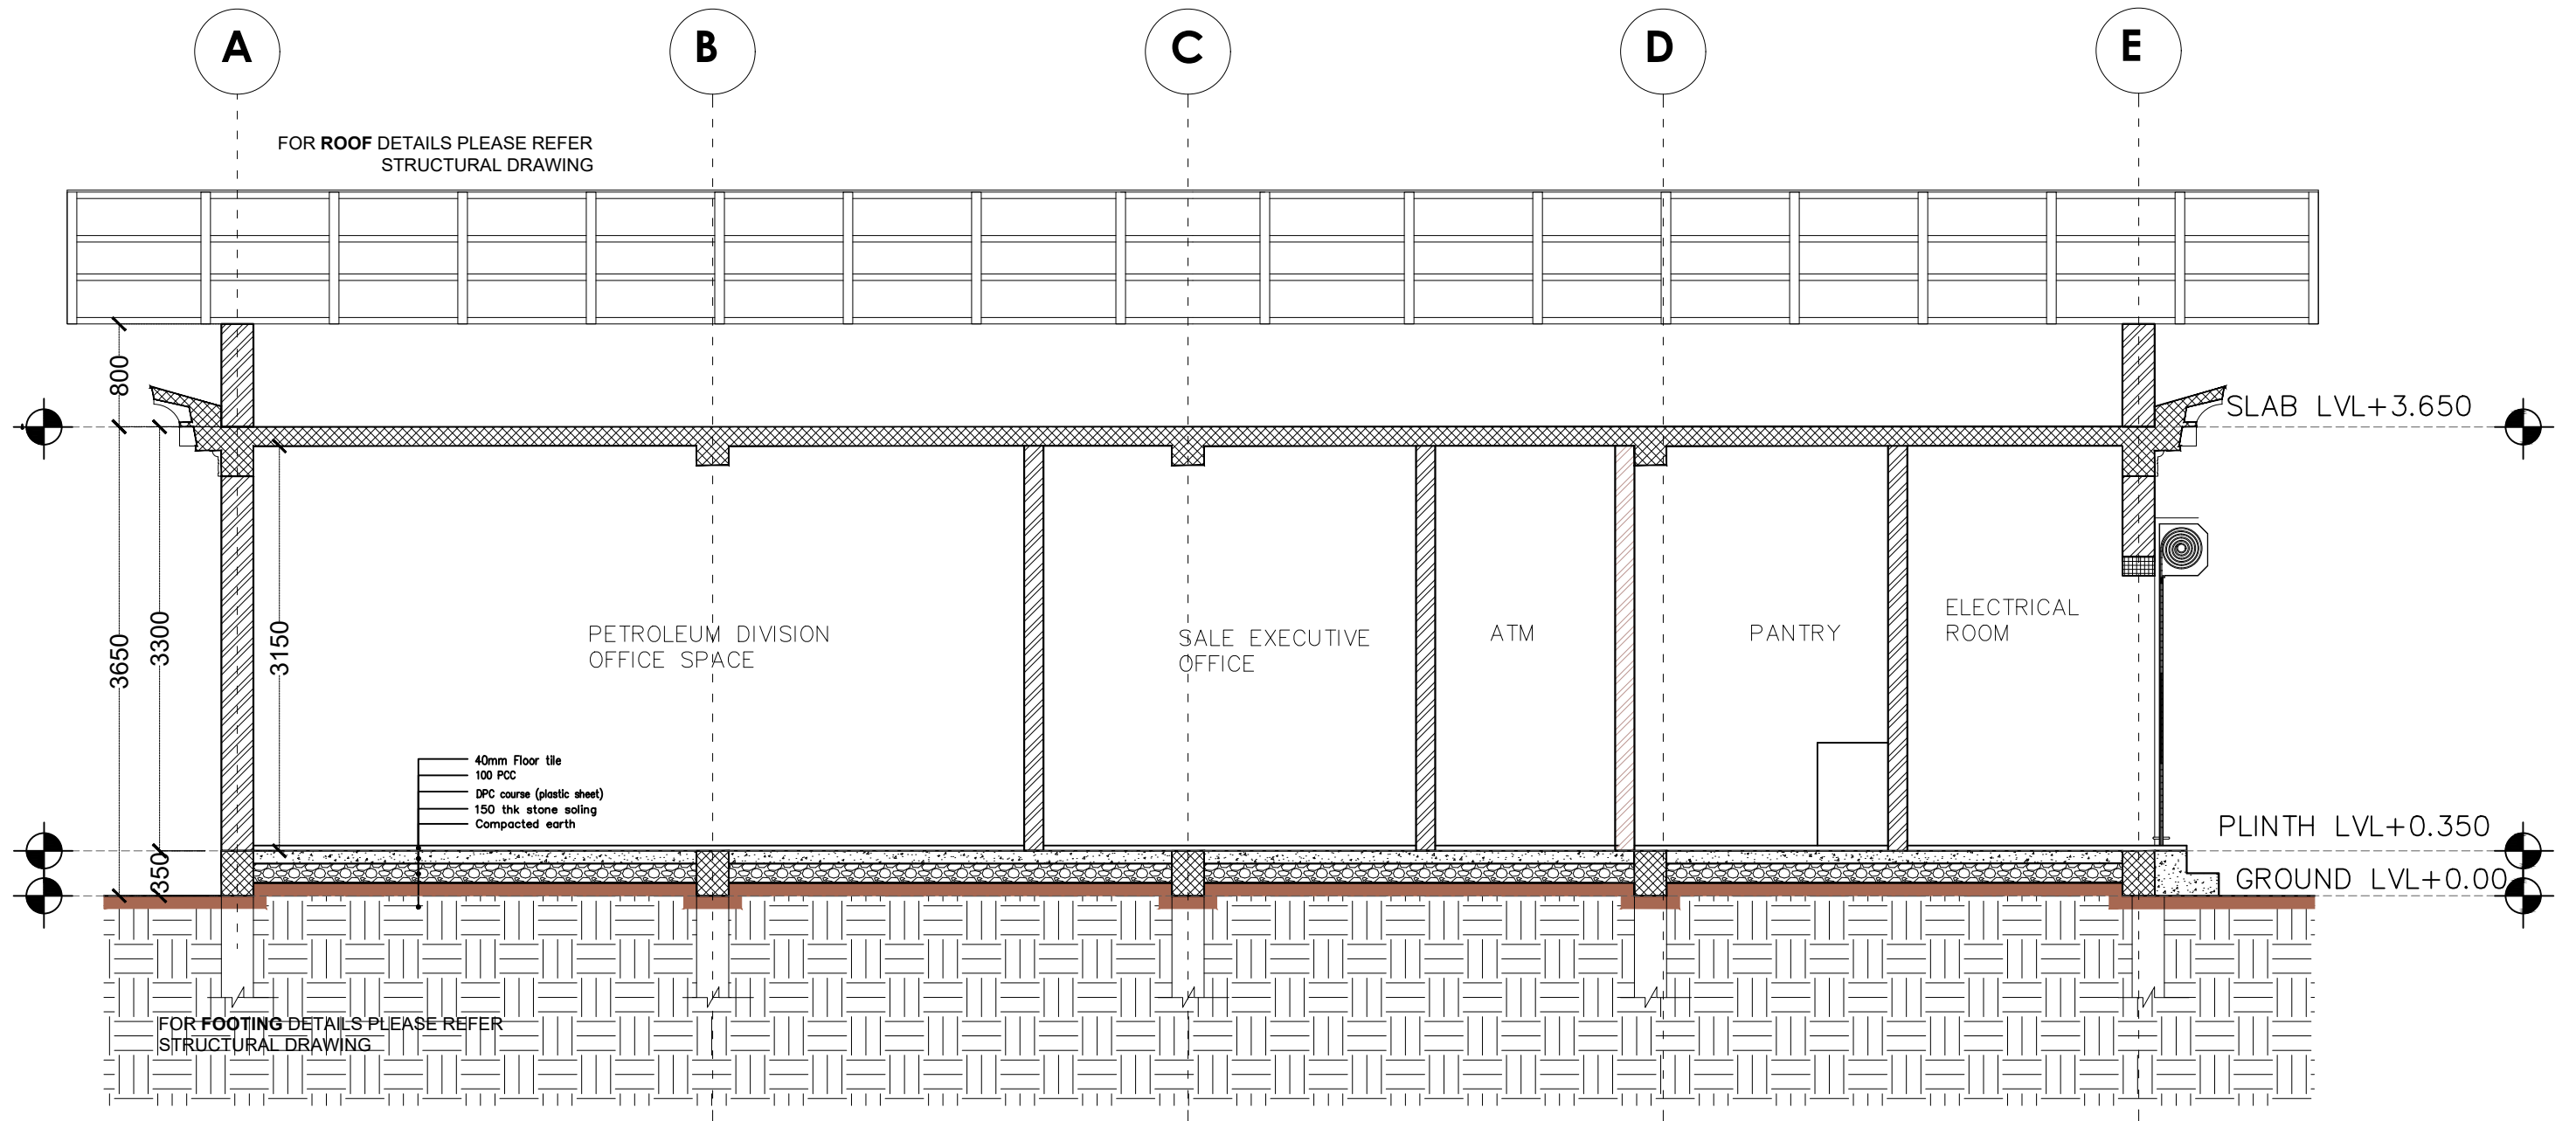 A
B
C
D
E
FOR ROOF DETAILS PLEASE REFER
STRUCTURAL DRAWING
800
SLAB LVL+3.650
3650
3300
3150
PETROLEUM DIVISION
OFFICE SPACE
SALE EXECUTIVE
OFFICE
ATM
PANTRY
ELECTRICAL
ROOM
40mm Floor tile
100 PCC
DPC course (plastic sheet)
150 thk stone soling
Compacted earth
PLINTH LVL+0.350
350
GROUND LVL+0.00
FOR FOOTING DETAILS PLEASE REFER
STRUCTURAL DRAWING